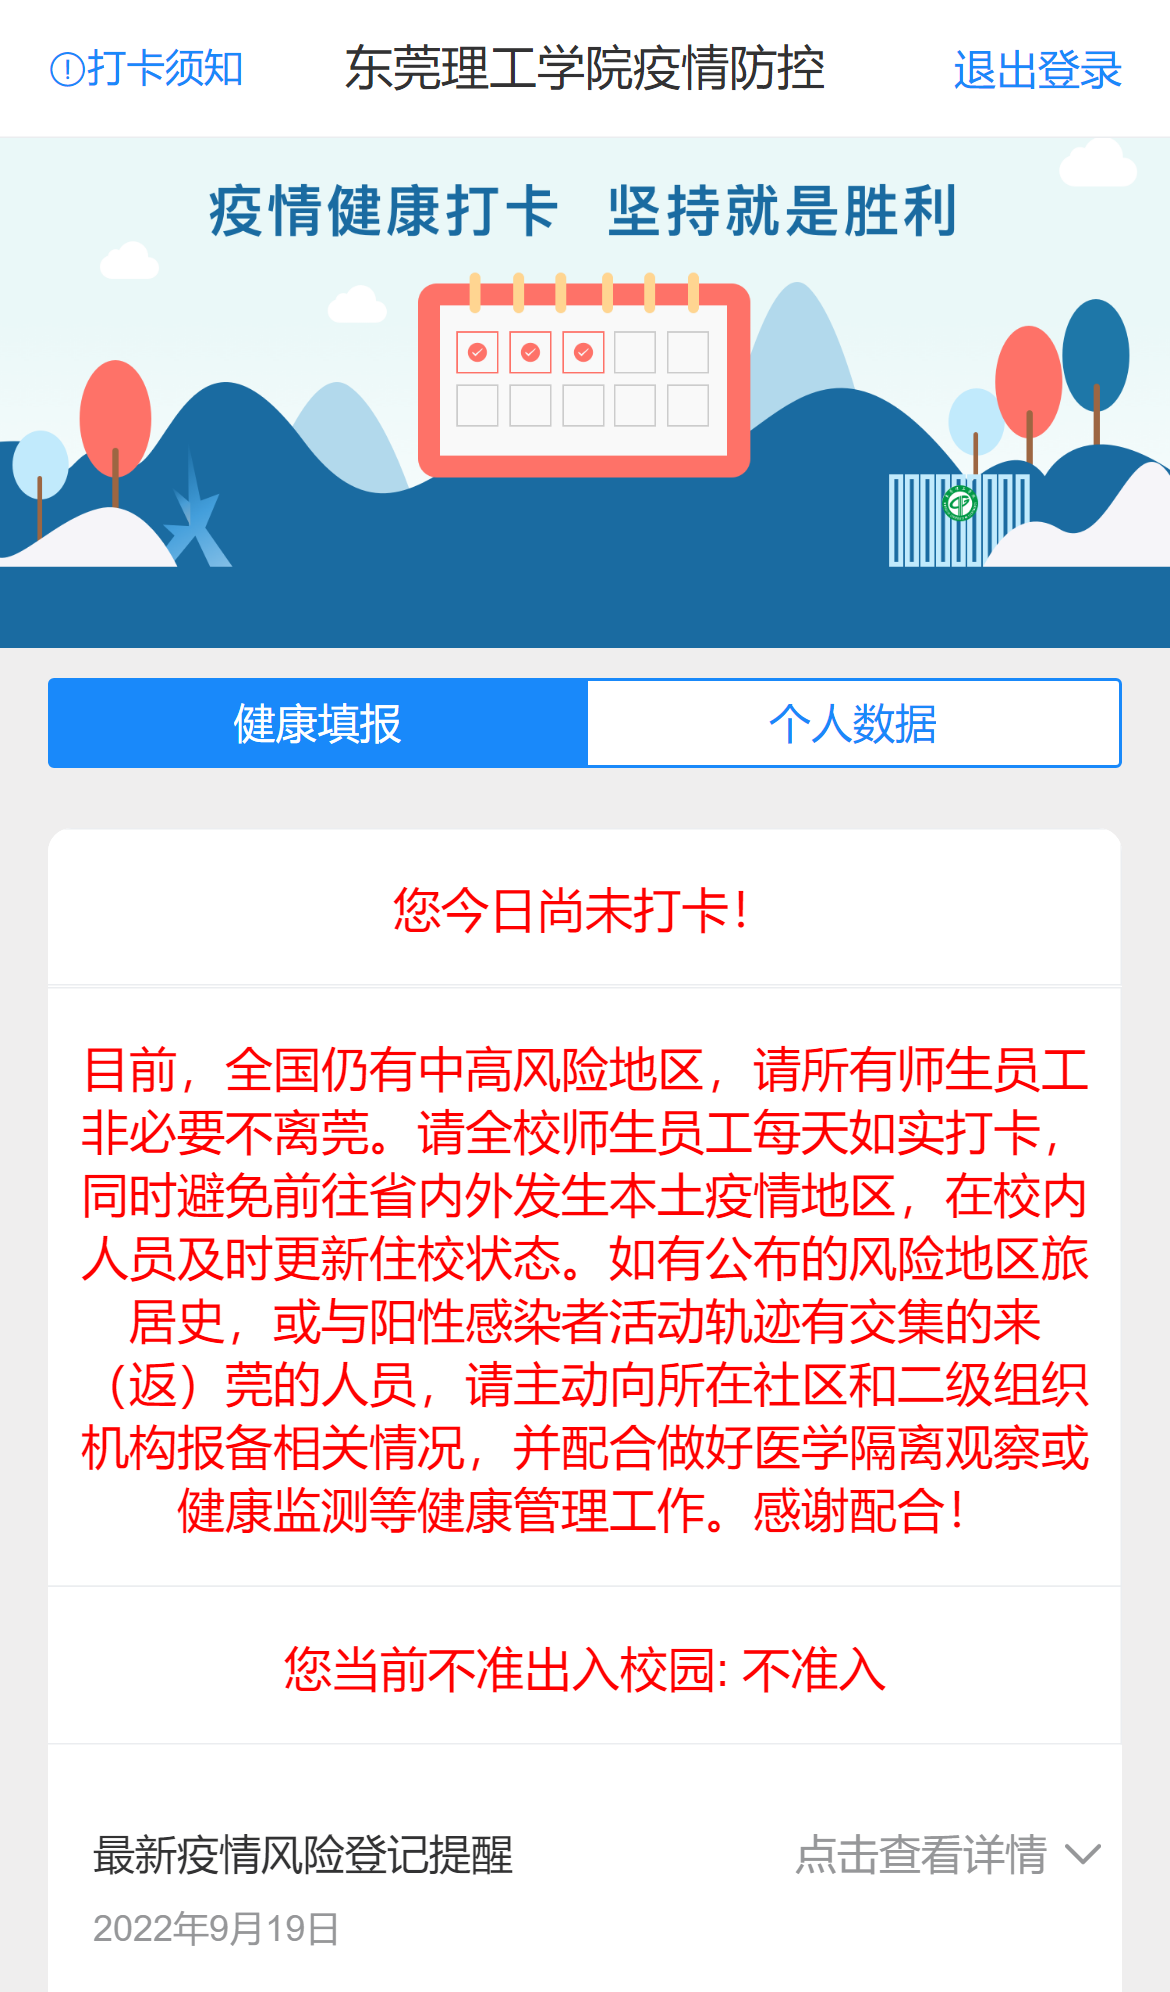 打卡须知
东莞理工学院疫情防控
退出登录
疫情健康打卡 坚持就是胜利
健康填报
个人数据
您今日尚未打卡！
目前，全国仍有中高风险地区，请所有师生员工
非必要不离莞。请全校师生员工每天如实打卡，
同时避免前往省内外发生本土疫情地区，在校内
人员及时更新住校状态。如有公布的风险地区旅
居史，或与阳性感染者活动轨迹有交集的来
（返）莞的人员，请主动向所在社区和二级组织
机构报备相关情况，并配合做好医学隔离观察或
健康监测等健康管理工作。感谢配合！
您当前不准出入校园: 不准入
最新疫情风险登记提醒
点击查看详情
2022年9月19日